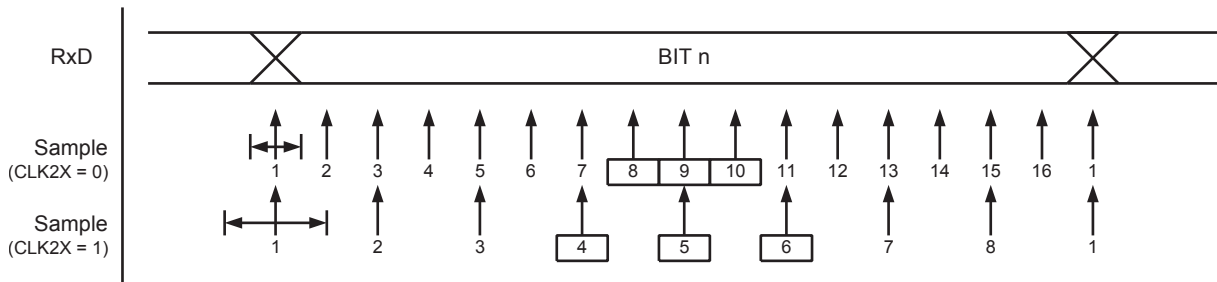 RxD BIT n
Sample
(CLK2X = 0)
1 2 3 4 5 6 7 8 9 10 11 12 13 14 15 16 1
Sample
(CLK2X = 1)
1 2 3 4 5 6 7 8 1